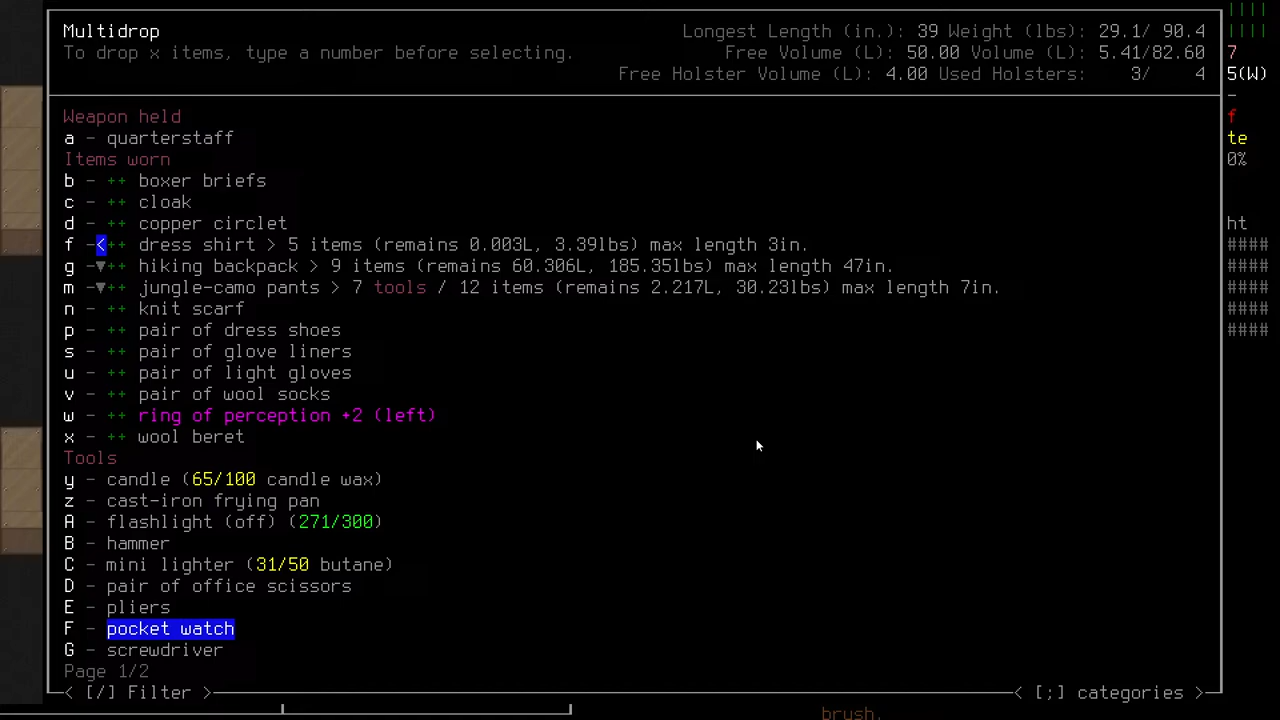 Multidrop
Longest Length (in.): 39 Weight (lbs): 29.1/ 90.4
To drop x items, type a number before selecting.
Free Volume (L): 50.00 Volume (L): 5.41/82.60
Free Holster Volume (L): 4.00 Used Holsters: 3/ 4
Weapon held
a - quarterstaff
Items worn
b - ++ boxer briefs
c - ++ cloak
d - ++ copper circlet
f -<++ dress shirt > 5 items (remains 0.003L, 3.39lbs) max length 3in.
g -▼++ hiking backpack > 9 items (remains 60.306L, 185.35lbs) max length 47in.
m -▼++ jungle-camo pants > 7 tools / 12 items (remains 2.217L, 30.23lbs) max length 7in.
n - ++ knit scarf
p - ++ pair of dress shoes
s - ++ pair of glove liners
u - ++ pair of light gloves
v - ++ pair of wool socks
w - ++ ring of perception +2 (left)
x - ++ wool beret
Tools
y - candle (65/100 candle wax)
z - cast-iron frying pan
A - flashlight (off) (271/300)
B - hammer
C - mini lighter (31/50 butane)
D - pair of office scissors
E - pliers
F - pocket watch
G - screwdriver
Page 1/2
< [/] Filter >
< [;] categories >
||||
||||
7
5(W)
-
f
te
0%
ht
####
####
####
####
####
brush.